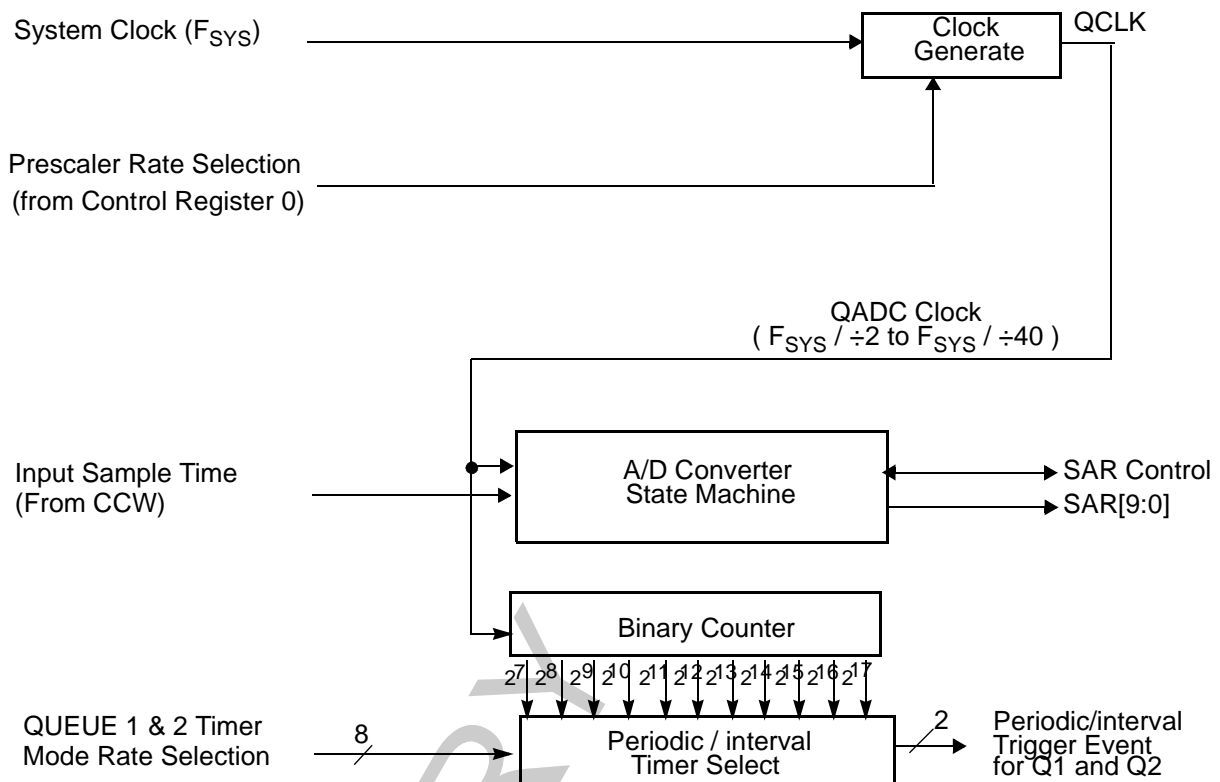 System Clock (FSYS)
Clock
Generate
QCLK
Prescaler Rate Selection
(from Control Register 0)
QADC Clock
( FSYS / ÷2 to FSYS / ÷40 )
Input Sample Time
(From CCW)
A/D Converter
State Machine
SAR Control
SAR[9:0]
Binary Counter
2^7 2^8 2^9 2^10 2^11 2^12 2^13 2^14 2^15 2^16 2^17
QUEUE 1 & 2 Timer
Mode Rate Selection
8
Periodic / interval
Timer Select
2
Periodic/interval
Trigger Event
for Q1 and Q2
RY